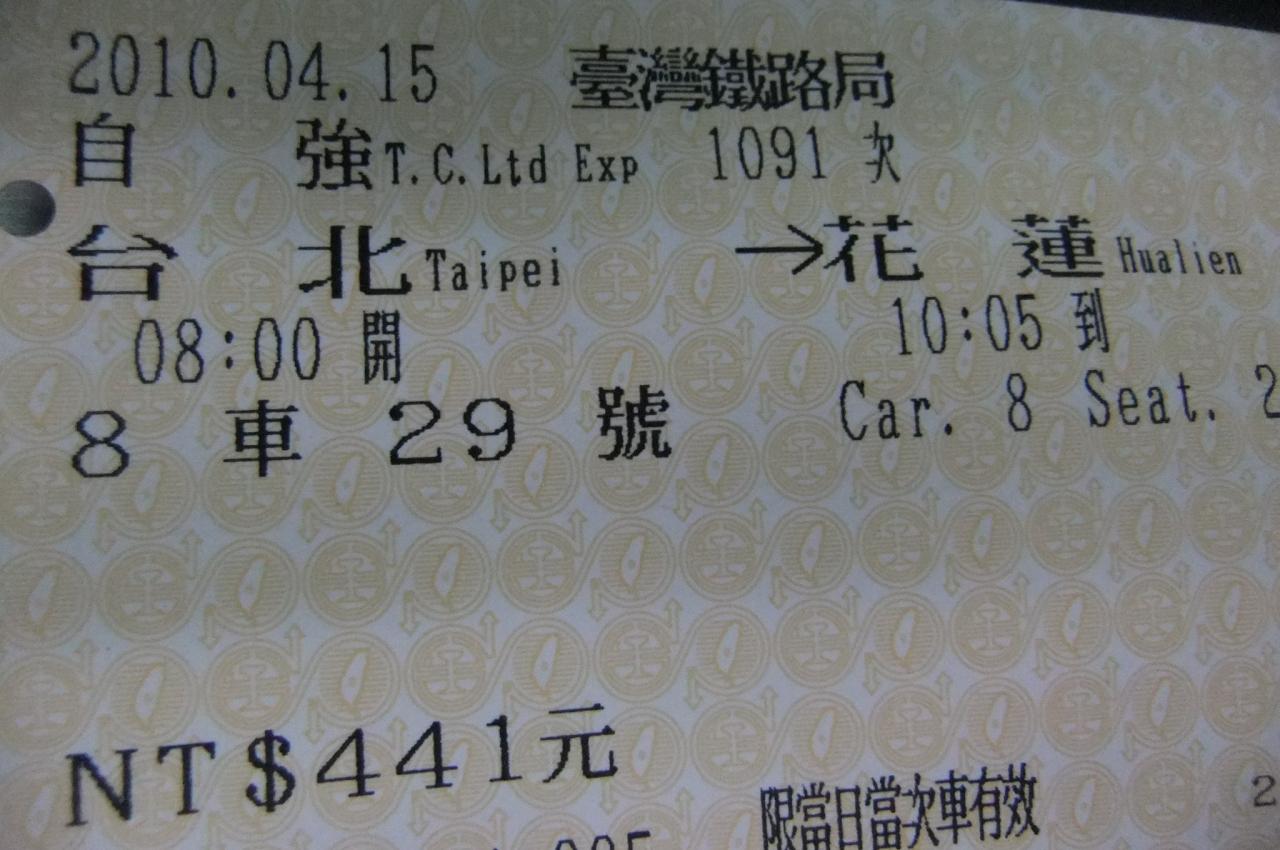 2010.04.15 臺灣鐵路局
自 強 T.C.Ltd Exp 1091 次
台 北 Taipei → 花 蓮 Hualien
08:00 開 10:05 到
8 車 29 號 Car. 8 Seat. 2
NT$441元
限當日當次車有效 2